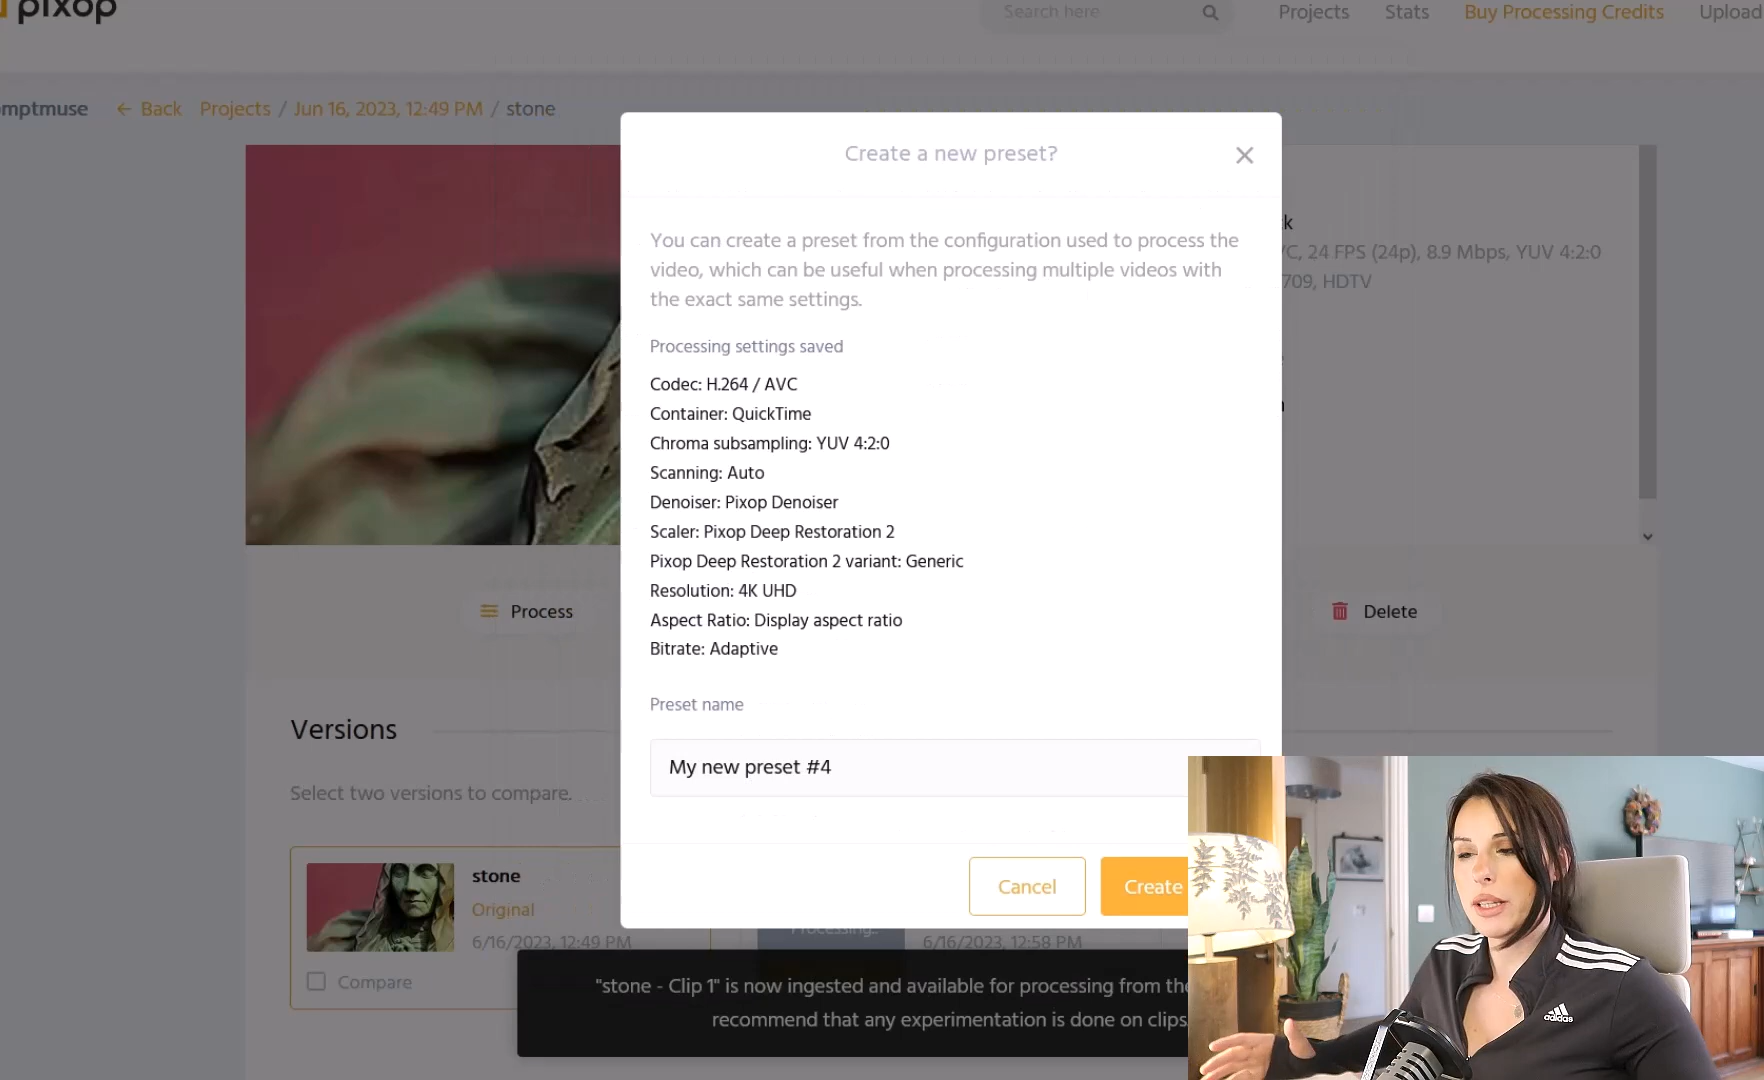 pixop
Search here
Projects
Stats
Buy Processing Credits
Upload
mptmuse
← Back
Projects / Jun 16, 2023, 12:49 PM / stone
Create a new preset?
You can create a preset from the configuration used to process the
video, which can be useful when processing multiple videos with
the exact same settings.
Processing settings saved
Codec: H.264 / AVC
Container: QuickTime
Chroma subsampling: YUV 4:2:0
Scanning: Auto
Denoiser: Pixop Denoiser
Scaler: Pixop Deep Restoration 2
Pixop Deep Restoration 2 variant: Generic
Resolution: 4K UHD
Aspect Ratio: Display aspect ratio
Bitrate: Adaptive
Preset name
My new preset #4
Cancel
Create
C, 24 FPS (24p), 8.9 Mbps, YUV 4:2:0
709, HDTV
Process
Delete
Versions
Select two versions to compare.
stone
Original
6/16/2023, 12:49 PM
Compare
Processing..
6/16/2023, 12:58 PM
"stone - Clip 1" is now ingested and available for processing from the
recommend that any experimentation is done on clips
adidas